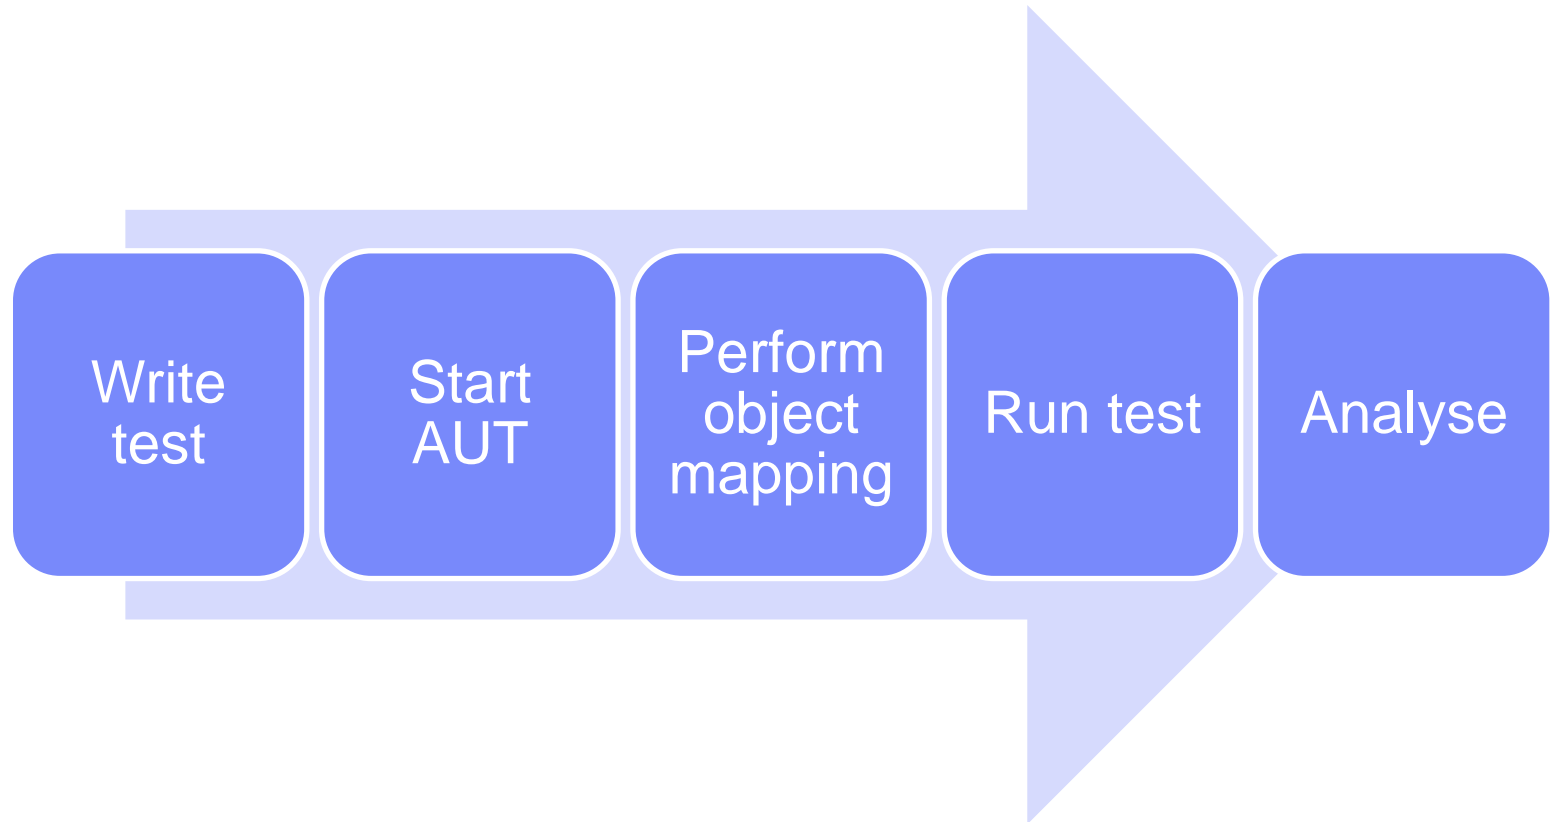 Write
test
Start
AUT
Perform
object
mapping
Run test
Analyse